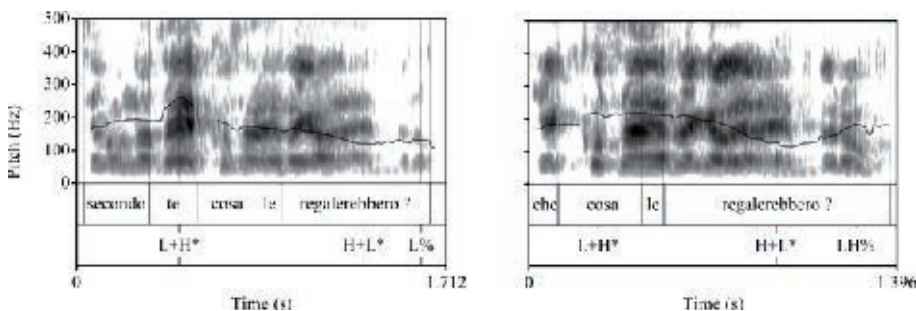 500
400
300
200
100
0
Pitch (Hz)
secondo te cosa le regalerebbero ?
L+H* H+L* L%
0 1.712
Time (s)
che cosa le regalerebbero ?
L+H* H+L* LH%
0 1.396
Time (s)